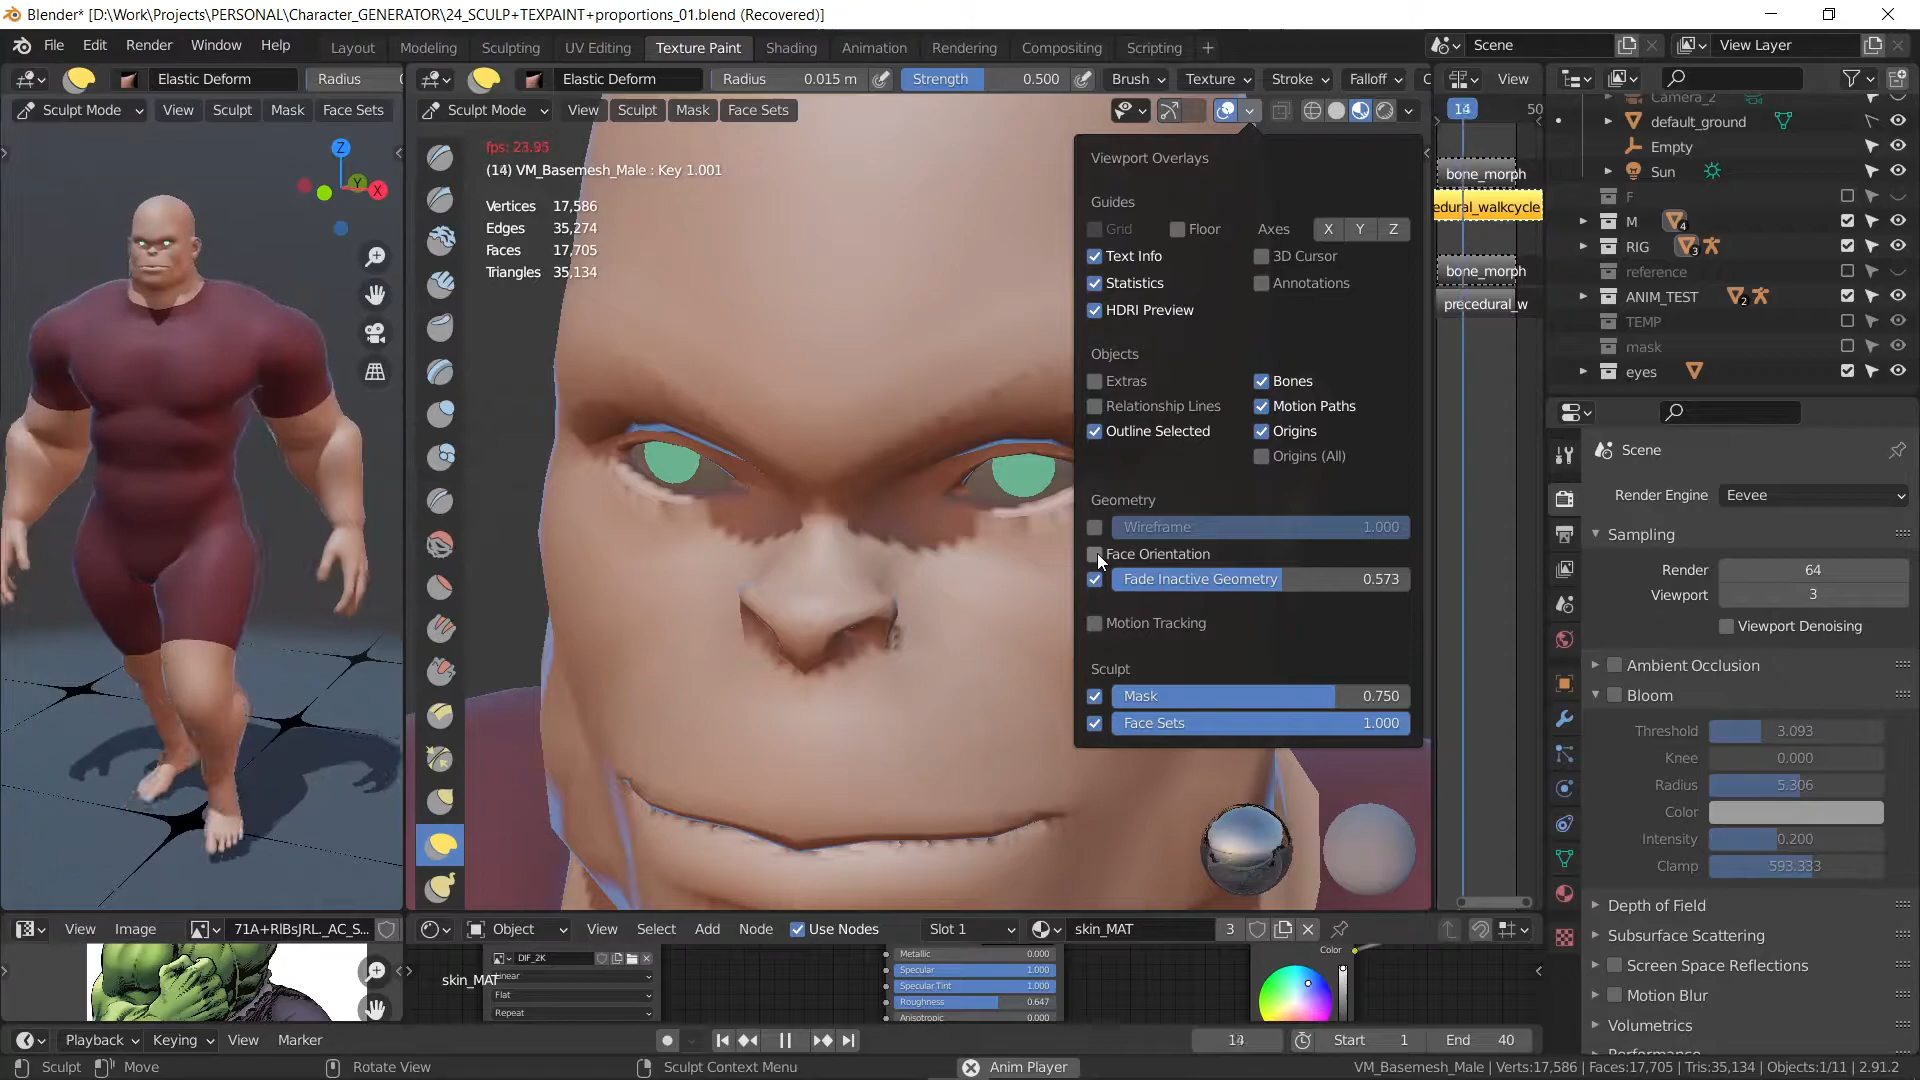 Blender* [D:\Work\Projects\PERSONAL\Character_GENERATOR\24_SCULP+TEXPAINT+proportions_01.blend (Recovered)]
File Edit Render Window Help Layout Modeling Sculpting UV Editing Texture Paint Shading Animation Rendering Compositing Scripting + Scene View Layer
Elastic Deform Radius Elastic Deform Radius 0.015 m Strength 0.500 Brush Texture Stroke Falloff View
Sculpt Mode View Sculpt Mask Face Sets Sculpt Mode View Sculpt Mask Face Sets 14 50
Camera_2
default_ground
Empty
Sun
F
M 4
RIG 3
reference
ANIM_TEST 2
TEMP
mask
eyes
Z
Y
X
fps: 23.95
(14) VM_Basemesh_Male : Key 1.001
Vertices 17,586
Edges 35,274
Faces 17,705
Triangles 35,134
Viewport Overlays
Guides
Grid Floor Axes X Y Z
Text Info 3D Cursor
Statistics Annotations
HDRI Preview
Objects
Extras Bones
Relationship Lines Motion Paths
Outline Selected Origins
Origins (All)
Geometry
Wireframe 1.000
Face Orientation
Fade Inactive Geometry 0.573
Motion Tracking
Sculpt
Mask 0.750
Face Sets 1.000
bone_morph
edural_walkcycle
bone_morph
precedural_w
Scene
Render Engine Eevee
Sampling
Render 64
Viewport 3
Viewport Denoising
Ambient Occlusion
Bloom
Threshold 3.093
Knee 0.000
Radius 5.306
Color
Intensity 0.200
Clamp 593.333
Depth of Field
Subsurface Scattering
Screen Space Reflections
Motion Blur
Volumetrics
View Image 71A+RlBsJRL._AC_S... Object View Select Add Node Use Nodes Slot 1 skin_MAT 3
skin_MAT
DIF_2K
Linear
Flat
Repeat
Metallic 0.000
Specular 1.000
Specular Tint 1.000
Roughness 0.647
Anisotropic 0.000
Color
Playback Keying View Marker 14 Start 1 End 40
Sculpt Move Rotate View Sculpt Context Menu Anim Player VM_Basemesh_Male | Verts:17,586 | Faces:17,705 | Tris:35,134 | Objects:1/11 | 2.91.2